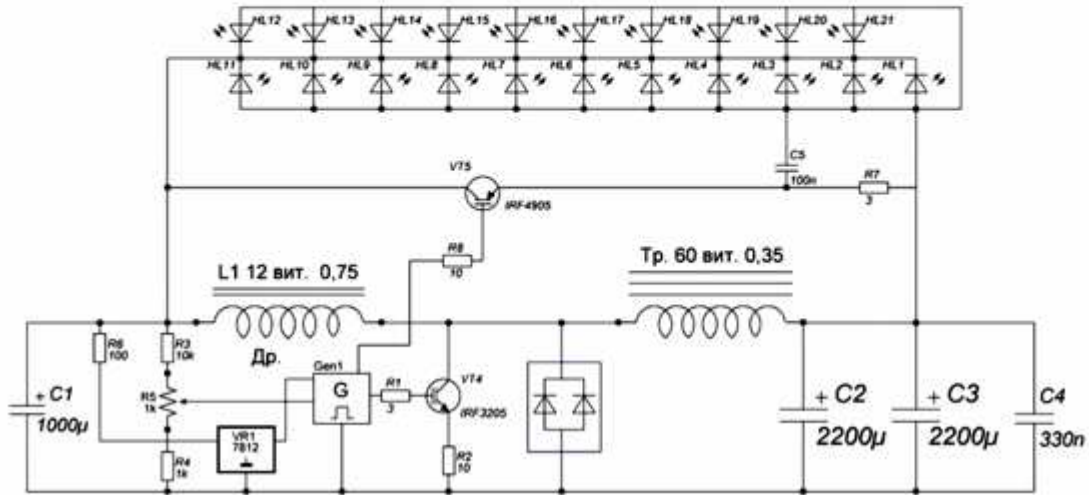 HL12 HL13 HL14 HL15 HL16 HL17 HL18 HL19 HL20 HL21
HL11 HL10 HL9 HL8 HL7 HL6 HL5 HL4 HL3 HL2 HL1
VT5
IRF4905
C5
100n
R7
3
R8
10
L1 12 вит. 0,75
Тр. 60 вит. 0,35
R6
100
R3
10k
Др.
Gen1
G
R1
3
VT4
IRF3205
R5
1k
+ C1
1000µ
VR1
7812
R4
1k
R2
10
+ C2
2200µ
+ C3
2200µ
C4
330n